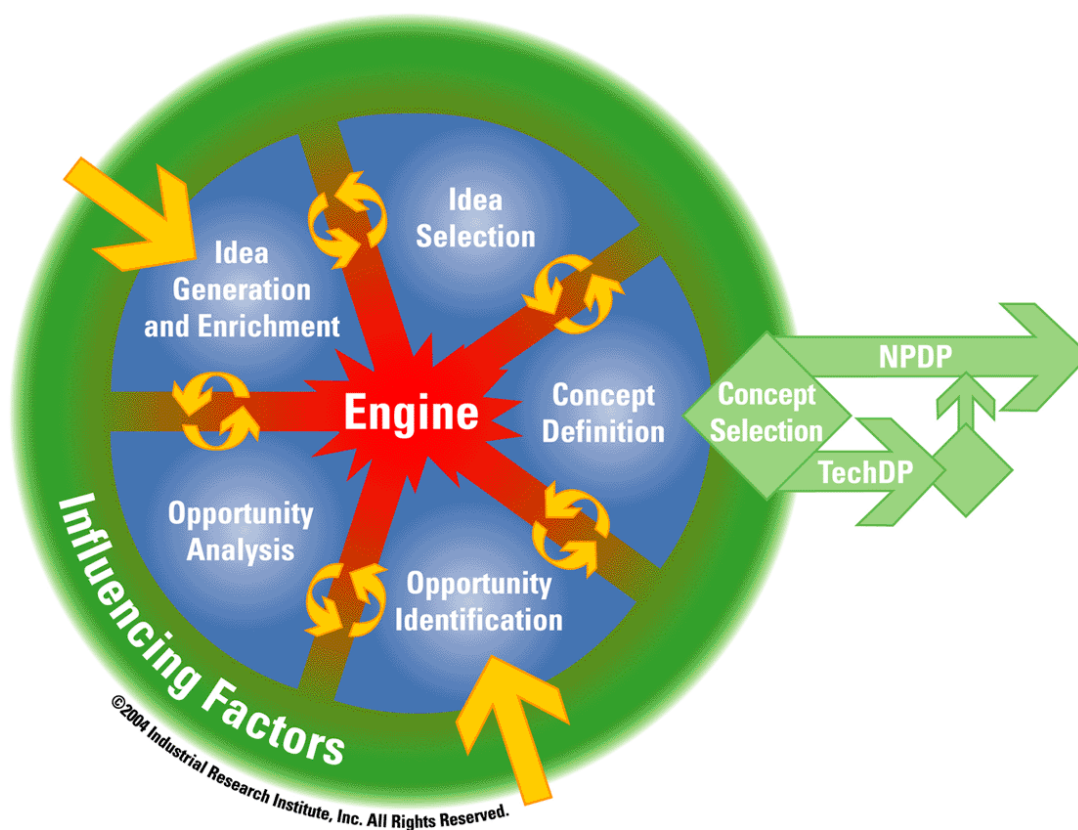 Idea
Selection
Idea
Generation
and Enrichment
Engine
Concept
Definition
Concept
Selection
NPDP
TechDP
Opportunity
Analysis
Opportunity
Identification
Influencing Factors
©2004 Industrial Research Institute, Inc. All Rights Reserved.